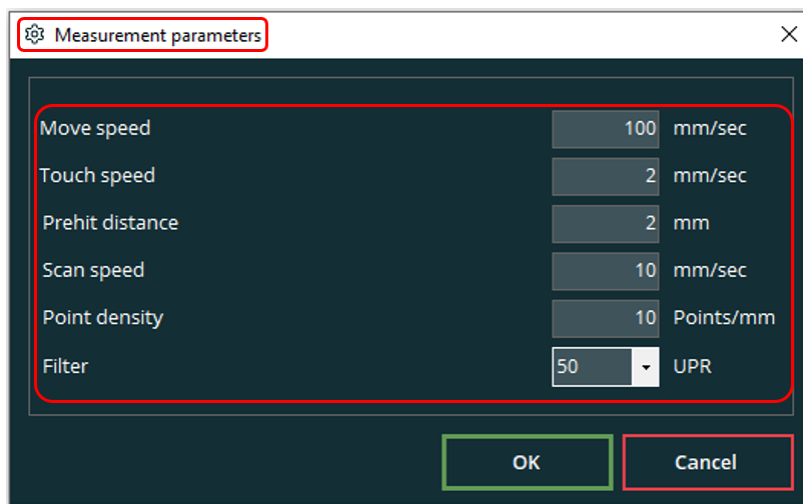 Measurement parameters
Move speed 100 mm/sec
Touch speed 2 mm/sec
Prehit distance 2 mm
Scan speed 10 mm/sec
Point density 10 Points/mm
Filter 50 UPR
OK Cancel